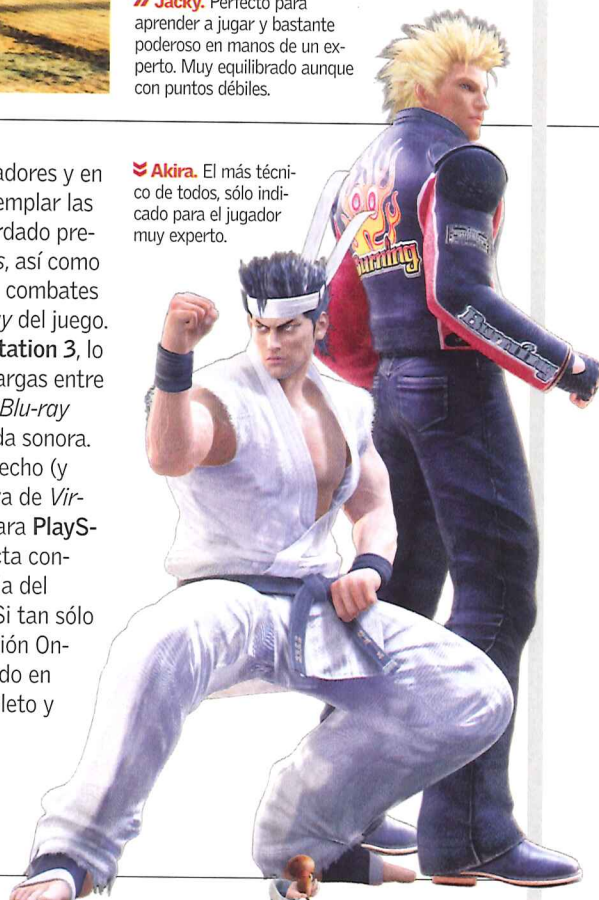 Jacky. Perfecto para
aprender a jugar y bastante
poderoso en manos de un ex-
perto. Muy equilibrado aunque
con puntos débiles.
Akira. El más técni-
co de todos, sólo indi-
cado para el jugador
muy experto.
adores y en
emplar las
rdado pre-
s, así como
combates
y del juego.
tation 3, lo
argas entre
Blu-ray
da sonora.
echo (y
a de Vir-
ara PlayS-
cta con-
a del
Si tan sólo
ión On-
do en
leto y
Burning
Burning